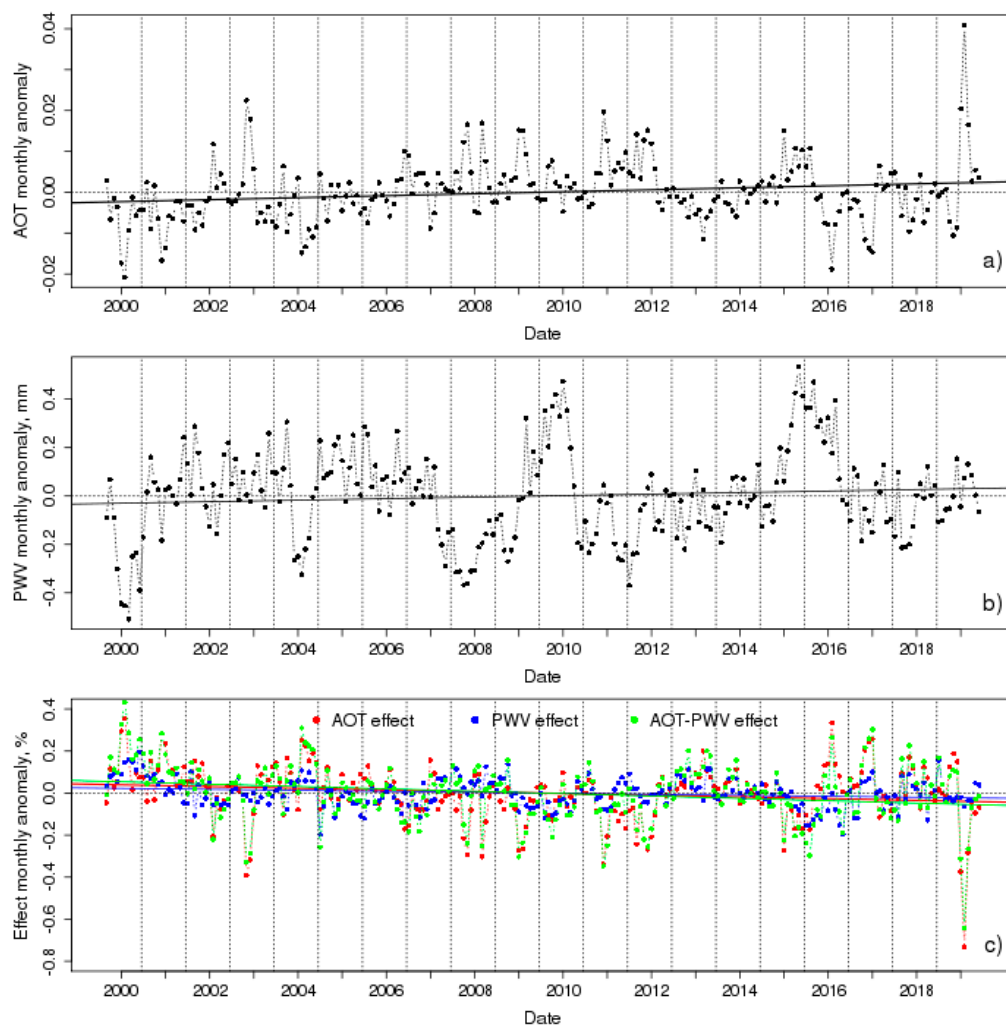 AOT monthly anomaly
0.04
0.02
0.00
-0.02
a)
2000 2002 2004 2006 2008 2010 2012 2014 2016 2018
Date
PWV monthly anomaly, mm
0.4
0.2
0.0
-0.2
-0.4
b)
2000 2002 2004 2006 2008 2010 2012 2014 2016 2018
Date
Effect monthly anomaly, %
0.4
0.2
0.0
-0.2
-0.4
-0.6
-0.8
AOT effect PWV effect AOT-PWV effect
c)
2000 2002 2004 2006 2008 2010 2012 2014 2016 2018
Date